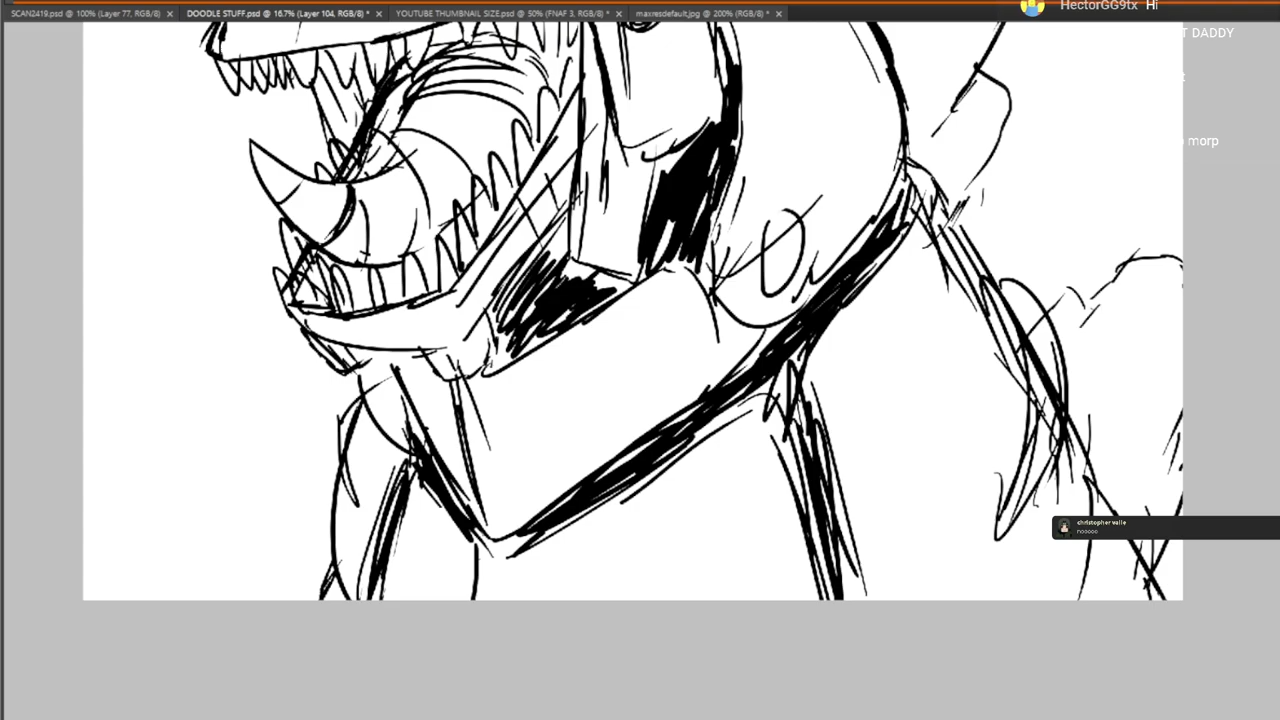 HectorGG9tx Hi
SCAN2419.psd @ 100% (Layer 77, RGB/8)
DOODLE STUFF.psd @ 16.7% (Layer 104, RGB/8) *
YOUTUBE THUMBNAIL SIZE.psd @ 50% (FNAF 3, RGB/8) *
maxresdefault.jpg @ 200% (RGB/8) *
T DADDY
morp
christopher valle
nooooo